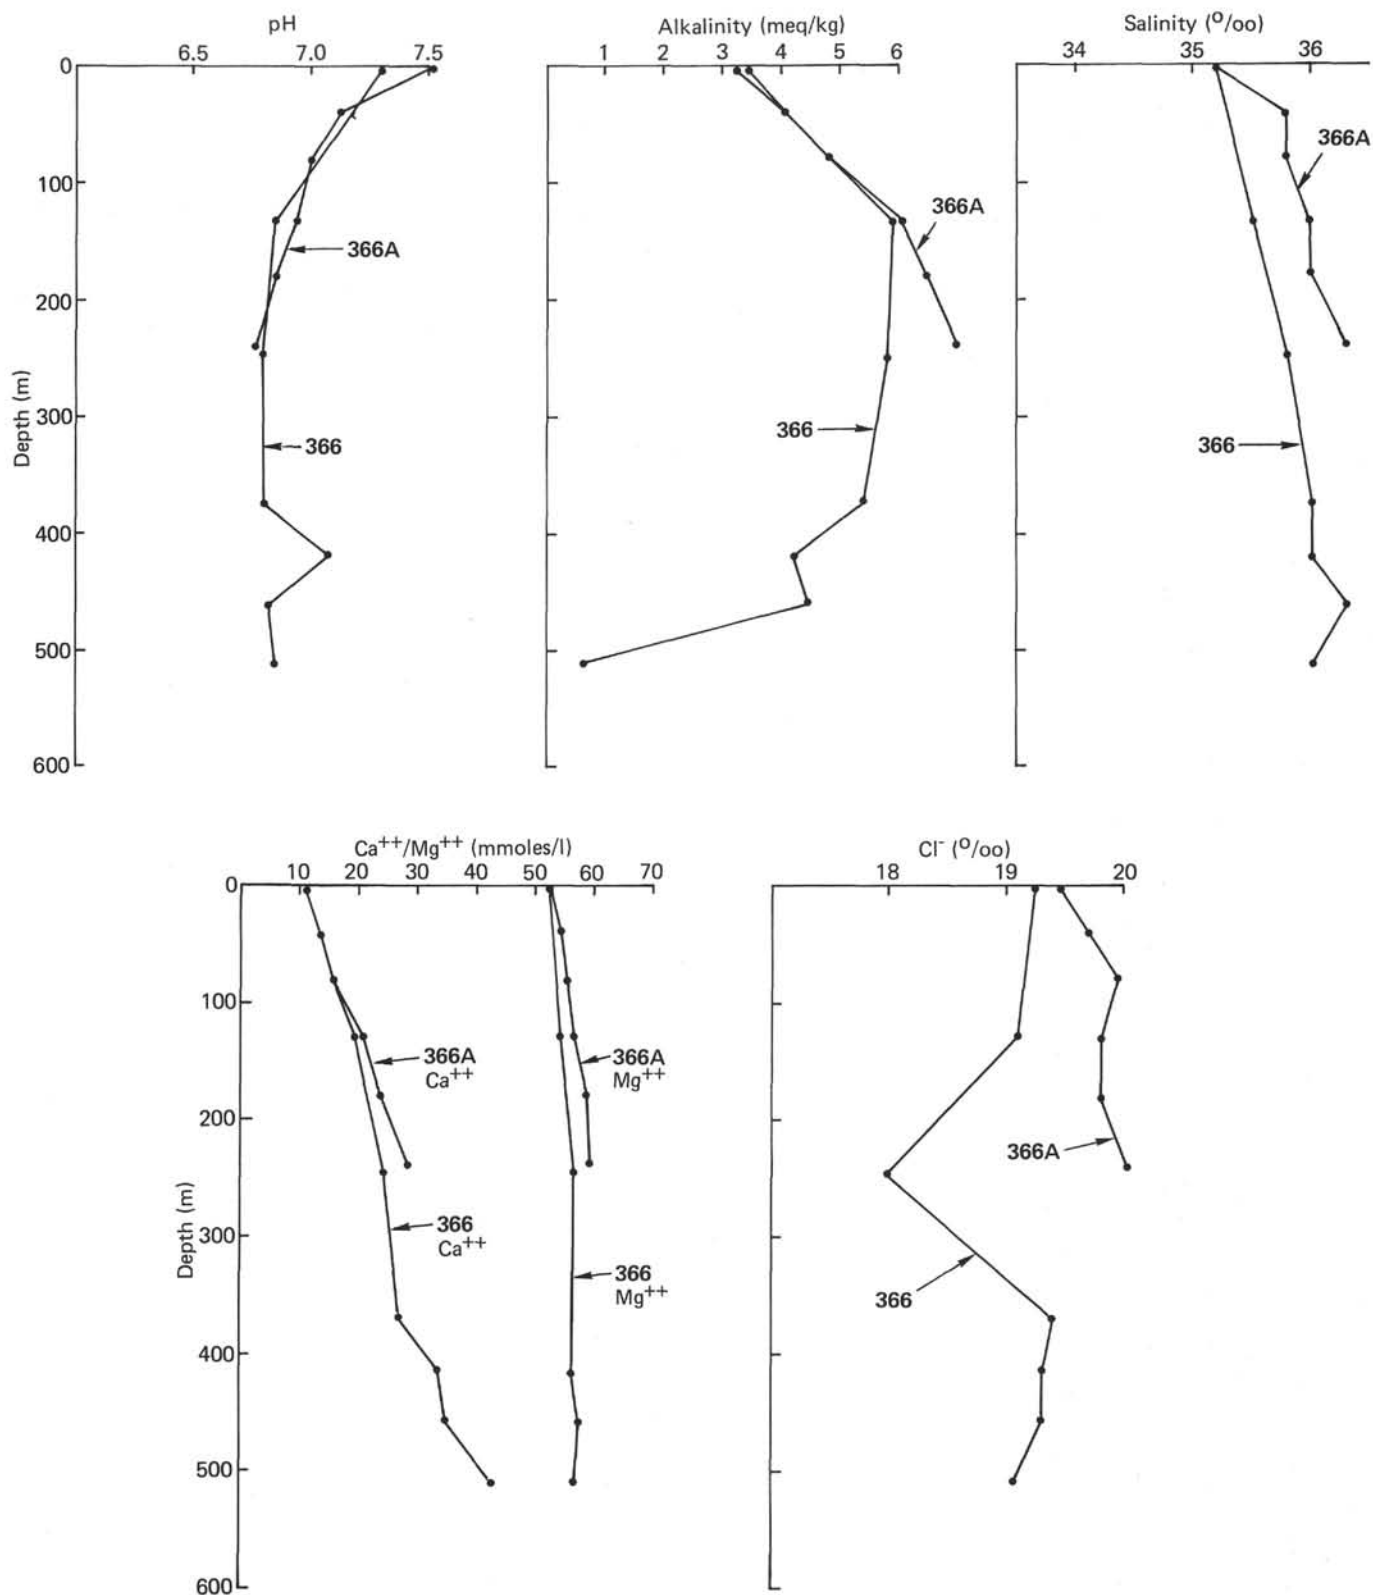 pH
6.5 7.0 7.5
Alkalinity (meq/kg)
1 2 3 4 5 6
Salinity (⁰/oo)
34 35 36
0
100
200
300
400
500
600
Depth (m)
366A
366
366A
366
366A
366
Ca⁺⁺/Mg⁺⁺ (mmoles/l)
10 20 30 40 50 60 70
Cl⁻ (⁰/oo)
18 19 20
0
100
200
300
400
500
600
Depth (m)
366A
Ca⁺⁺
366A
Mg⁺⁺
366
Ca⁺⁺
366
Mg⁺⁺
366A
366